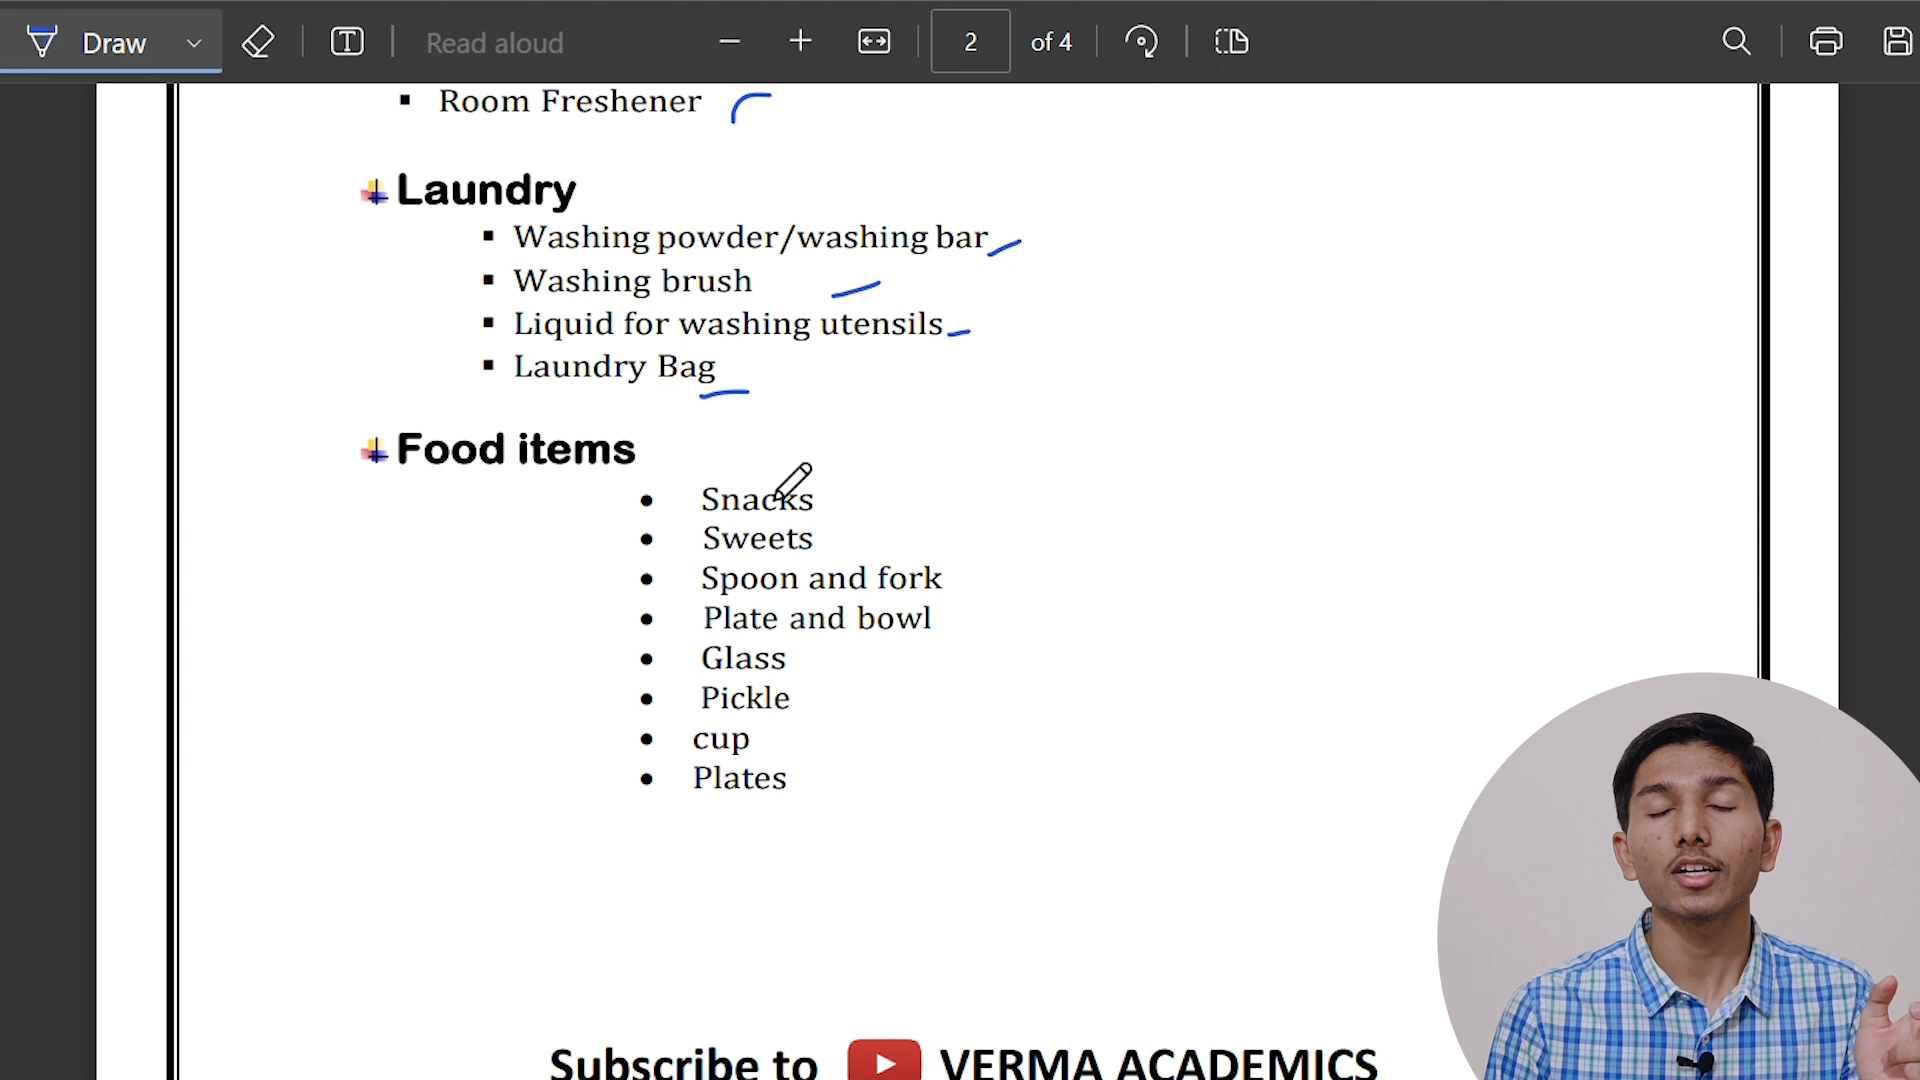 Draw
Read aloud
2 of 4
Room Freshener
Laundry
Washing powder/washing bar
Washing brush
Liquid for washing utensils
Laundry Bag
Food items
Snacks
Sweets
Spoon and fork
Plate and bowl
Glass
Pickle
cup
Plates
Subscribe to VERMA ACADEMICS